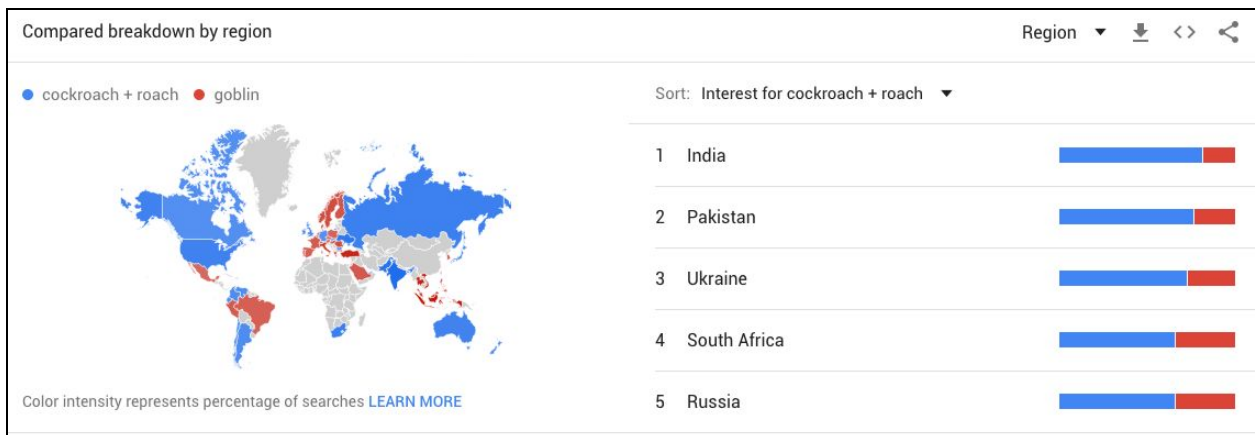 Compared breakdown by region
Region
cockroach + roach goblin
Sort: Interest for cockroach + roach
1 India
2 Pakistan
3 Ukraine
4 South Africa
5 Russia
Color intensity represents percentage of searches LEARN MORE